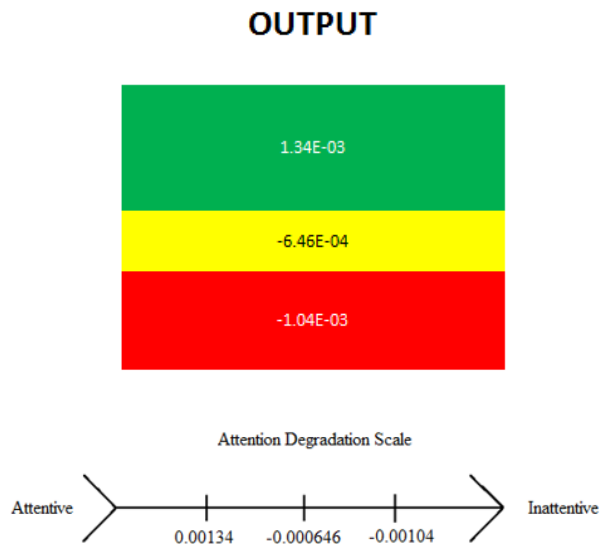 OUTPUT
1.34E-03
-6.46E-04
-1.04E-03
Attention Degradation Scale
Attentive
Inattentive
0.00134 -0.000646 -0.00104